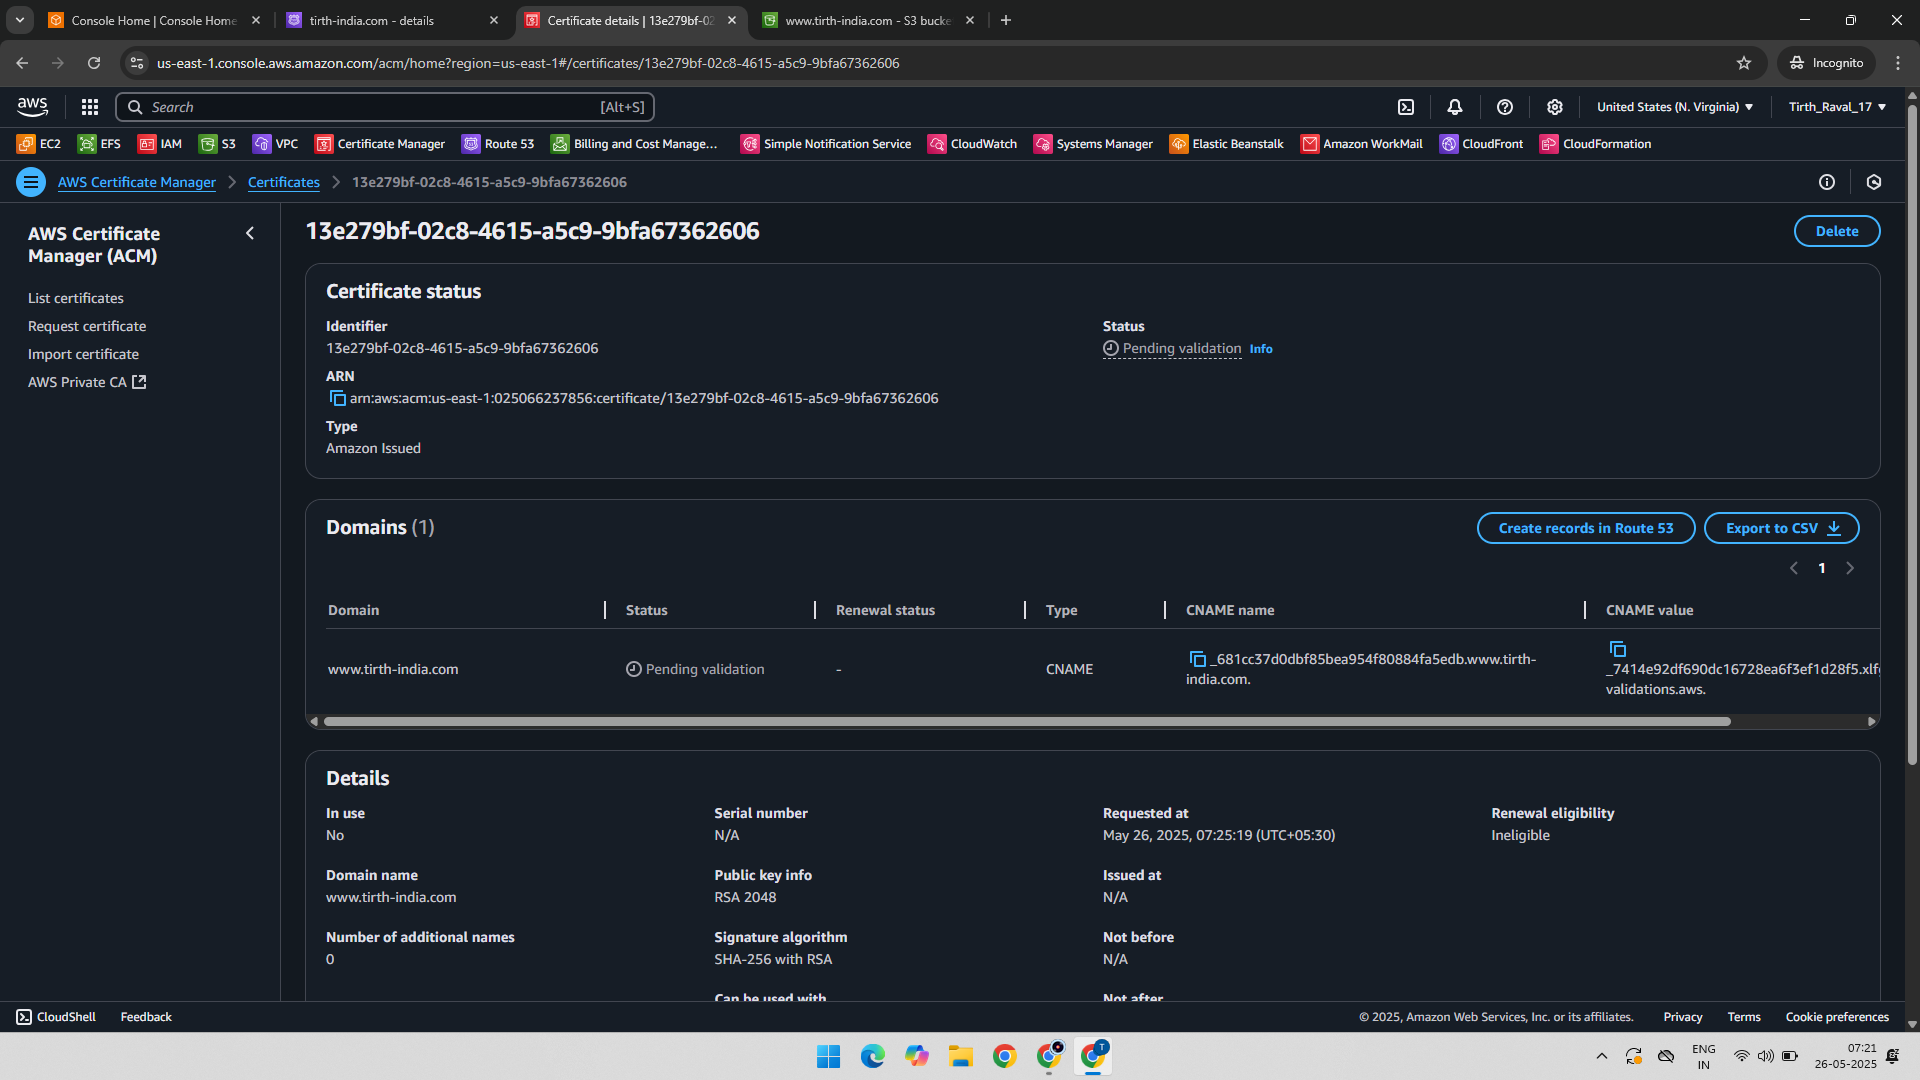 Console Home | Console Home
tirth-india.com - details
Certificate details | 13e279bf-02
www.tirth-india.com - S3 bucke
us-east-1.console.aws.amazon.com/acm/home?region=us-east-1#/certificates/13e279bf-02c8-4615-a5c9-9bfa67362606
Incognito
aws
Search
[Alt+S]
United States (N. Virginia)
Tirth_Raval_17
EC2
EFS
IAM
S3
VPC
Certificate Manager
Route 53
Billing and Cost Manage...
Simple Notification Service
CloudWatch
Systems Manager
Elastic Beanstalk
Amazon WorkMail
CloudFront
CloudFormation
AWS Certificate Manager
Certificates
13e279bf-02c8-4615-a5c9-9bfa67362606
AWS Certificate
Manager (ACM)
List certificates
Request certificate
Import certificate
AWS Private CA
13e279bf-02c8-4615-a5c9-9bfa67362606
Delete
Certificate status
Identifier
13e279bf-02c8-4615-a5c9-9bfa67362606
ARN
arn:aws:acm:us-east-1:025066237856:certificate/13e279bf-02c8-4615-a5c9-9bfa67362606
Type
Amazon Issued
Status
Pending validation Info
Domains (1)
Create records in Route 53
Export to CSV
1
Domain
Status
Renewal status
Type
CNAME name
CNAME value
www.tirth-india.com
Pending validation
-
CNAME
_681cc37d0dbf85bea954f80884fa5edb.www.tirth-
india.com.
_7414e92df690dc16728ea6f3ef1d28f5.xlf
validations.aws.
Details
In use
No
Serial number
N/A
Requested at
May 26, 2025, 07:25:19 (UTC+05:30)
Renewal eligibility
Ineligible
Domain name
www.tirth-india.com
Public key info
RSA 2048
Issued at
N/A
Number of additional names
0
Signature algorithm
SHA-256 with RSA
Not before
N/A
Can be used with
Not after
CloudShell
Feedback
© 2025, Amazon Web Services, Inc. or its affiliates.
Privacy
Terms
Cookie preferences
T
ENG
IN
07:21
26-05-2025